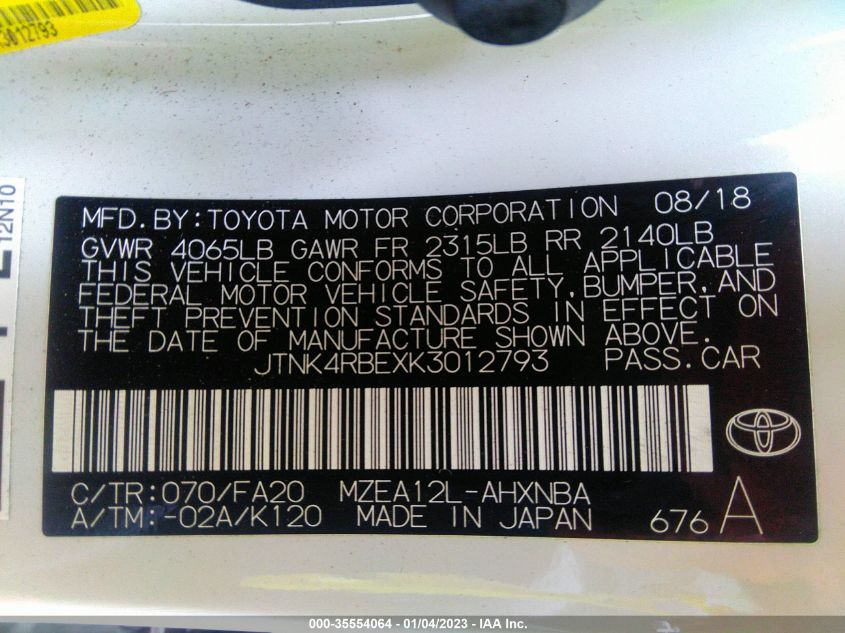 3012793
12N10
MFD.BY:TOYOTA MOTOR CORPORATION 08/18
GVWR 4065LB GAWR FR 2315LB RR 2140LB
THIS VEHICLE CONFORMS TO ALL APPLICABLE
FEDERAL MOTOR VEHICLE SAFETY,BUMPER,AND
THEFT PREVENTION STANDARDS IN EFFECT ON
THE DATE OF MANUFACTURE SHOWN ABOVE.
JTNK4RBEXK3012793 PASS.CAR
C/TR:070/FA20 MZEA12L-AHXNBA
A/TM:-02A/K120 MADE IN JAPAN 676 A
000-35554064 - 01/04/2023 - IAA Inc.